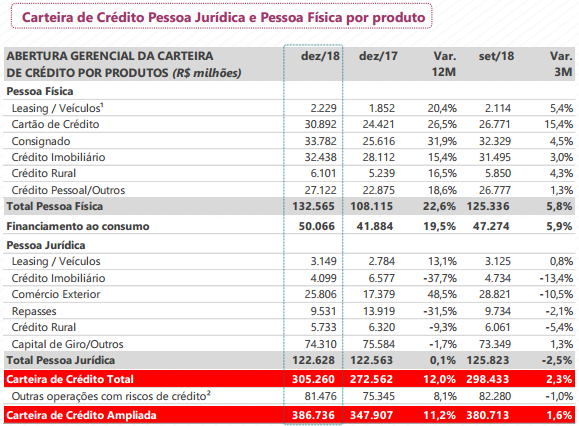 Carteira de Crédito Pessoa Jurídica e Pessoa Física por produto
ABERTURA GERENCIAL DA CARTEIRA dez/18 dez/17 Var. set/18 Var.
DE CRÉDITO POR PRODUTOS (R$ milhões) 12M 3M
Pessoa Física
Leasing / Veículos¹ 2.229 1.852 20,4% 2.114 5,4%
Cartão de Crédito 30.892 24.421 26,5% 26.771 15,4%
Consignado 33.782 25.616 31,9% 32.329 4,5%
Crédito Imobiliário 32.438 28.112 15,4% 31.495 3,0%
Crédito Rural 6.101 5.239 16,5% 5.850 4,3%
Crédito Pessoal/Outros 27.122 22.875 18,6% 26.777 1,3%
Total Pessoa Física 132.565 108.115 22,6% 125.336 5,8%
Financiamento ao consumo 50.066 41.884 19,5% 47.274 5,9%
Pessoa Jurídica
Leasing / Veículos 3.149 2.784 13,1% 3.125 0,8%
Crédito Imobiliário 4.099 6.577 -37,7% 4.734 -13,4%
Comércio Exterior 25.806 17.379 48,5% 28.821 -10,5%
Repasses 9.531 13.919 -31,5% 9.734 -2,1%
Crédito Rural 5.733 6.320 -9,3% 6.061 -5,4%
Capital de Giro/Outros 74.310 75.584 -1,7% 73.349 1,3%
Total Pessoa Jurídica 122.628 122.563 0,1% 125.823 -2,5%
Carteira de Crédito Total 305.260 272.562 12,0% 298.433 2,3%
Outras operações com riscos de crédito² 81.476 75.345 8,1% 82.280 -1,0%
Carteira de Crédito Ampliada 386.736 347.907 11,2% 380.713 1,6%